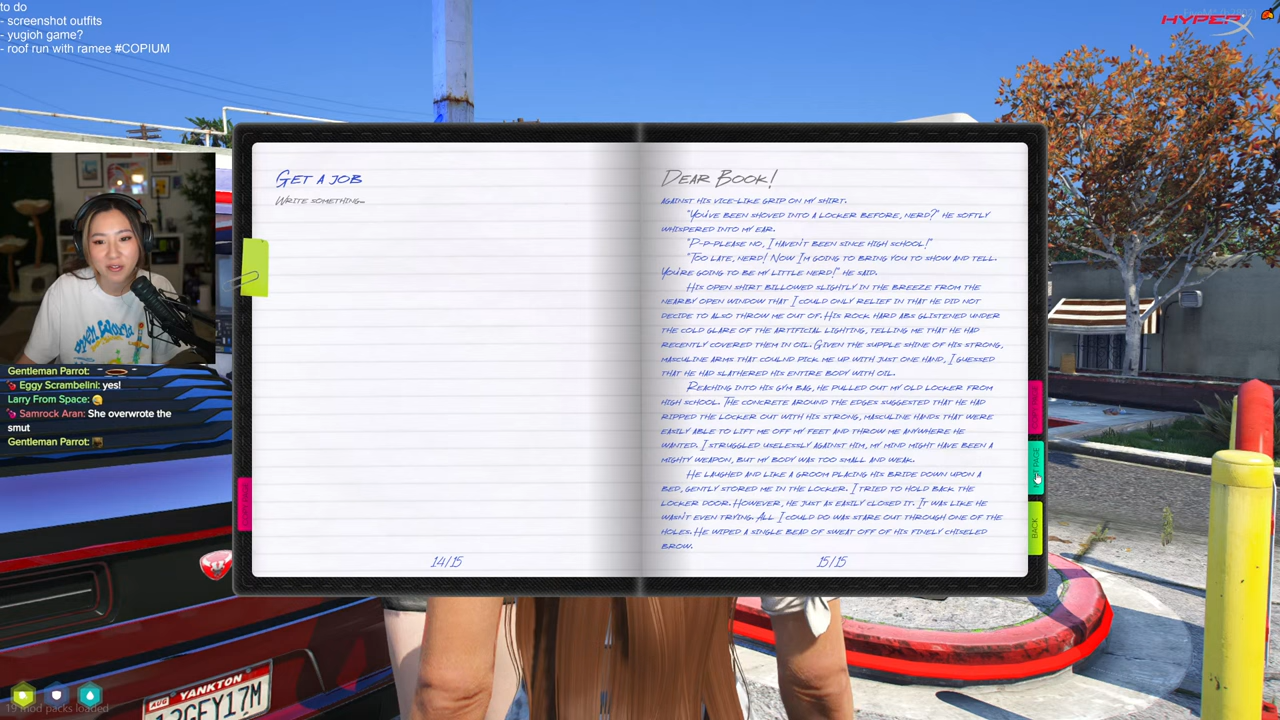 to do
- screenshot outfits
- yugioh game?
- roof run with ramee #COPIUM
HYPERX
Gentleman Parrot:
Eggy Scrambelini: yes!
Larry From Space:
Samrock Aran: She overwrote the
smut
Gentleman Parrot:
GET A JOB
WRITE SOMETHING...
14/15
DEAR BOOK!
AGAINST HIS VICE-LIKE GRIP ON MY SHIRT.
"YOU'VE BEEN SHOVED INTO A LOCKER BEFORE, NERD?" HE SOFTLY
WHISPERED INTO MY EAR.
"P-P-PLEASE NO, I HAVEN'T BEEN SINCE HIGH SCHOOL!"
"TOO LATE, NERD! NOW I'M GOING TO BRING YOU TO SHOW AND TELL.
YOU'RE GOING TO BE MY LITTLE NERD!" HE SAID.
HIS OPEN SHIRT BILLOWED SLIGHTLY IN THE BREEZE FROM THE
NEARBY OPEN WINDOW THAT I COULD ONLY RELIEF IN THAT HE DID NOT
DECIDE TO ALSO THROW ME OUT OF. HIS ROCK HARD ABS GLISTENED UNDER
THE COLD GLARE OF THE ARTIFICIAL LIGHTING, TELLING ME THAT HE HAD
RECENTLY COVERED THEM IN OIL. GIVEN THE SUPPLE SHINE OF HIS STRONG,
MASCULINE ARMS THAT COULND PICK ME UP WITH JUST ONE HAND, I GUESSED
THAT HE HAD SLATHERED HIS ENTIRE BODY WITH OIL.
REACHING INTO HIS GYM BAG, HE PULLED OUT MY OLD LOCKER FROM
HIGH SCHOOL. THE CONCRETE AROUND THE EDGES SUGGESTED THAT HE HAD
RIPPED THE LOCKER OUT WITH HIS STRONG, MASCULINE HANDS THAT WERE
EASILY ABLE TO LIFT ME OFF MY FEET AND THROW ME ANYWHERE HE
WANTED. I STRUGGLED USELESSLY AGAINST HIM, MY MIND MIGHT HAVE BEEN A
MIGHTY WEAPON, BUT MY BODY WAS TOO SMALL AND WEAK.
HE LAUGHED AND LIKE A GROOM PLACING HIS BRIDE DOWN UPON A
BED, GENTLY STORED ME IN THE LOCKER. I TRIED TO HOLD BACK THE
LOCKER DOOR. HOWEVER, HE JUST AS EASILY CLOSED IT. IT WAS LIKE HE
WASN'T EVEN TRYING. ALL I COULD DO WAS STARE OUT THROUGH ONE OF THE
HOLES. HE WIPED A SINGLE BEAD OF SWEAT OFF OF HIS FINELY CHISELED
BROW.
15/15
BACK
AUG YANKTON
19 mod packs loaded